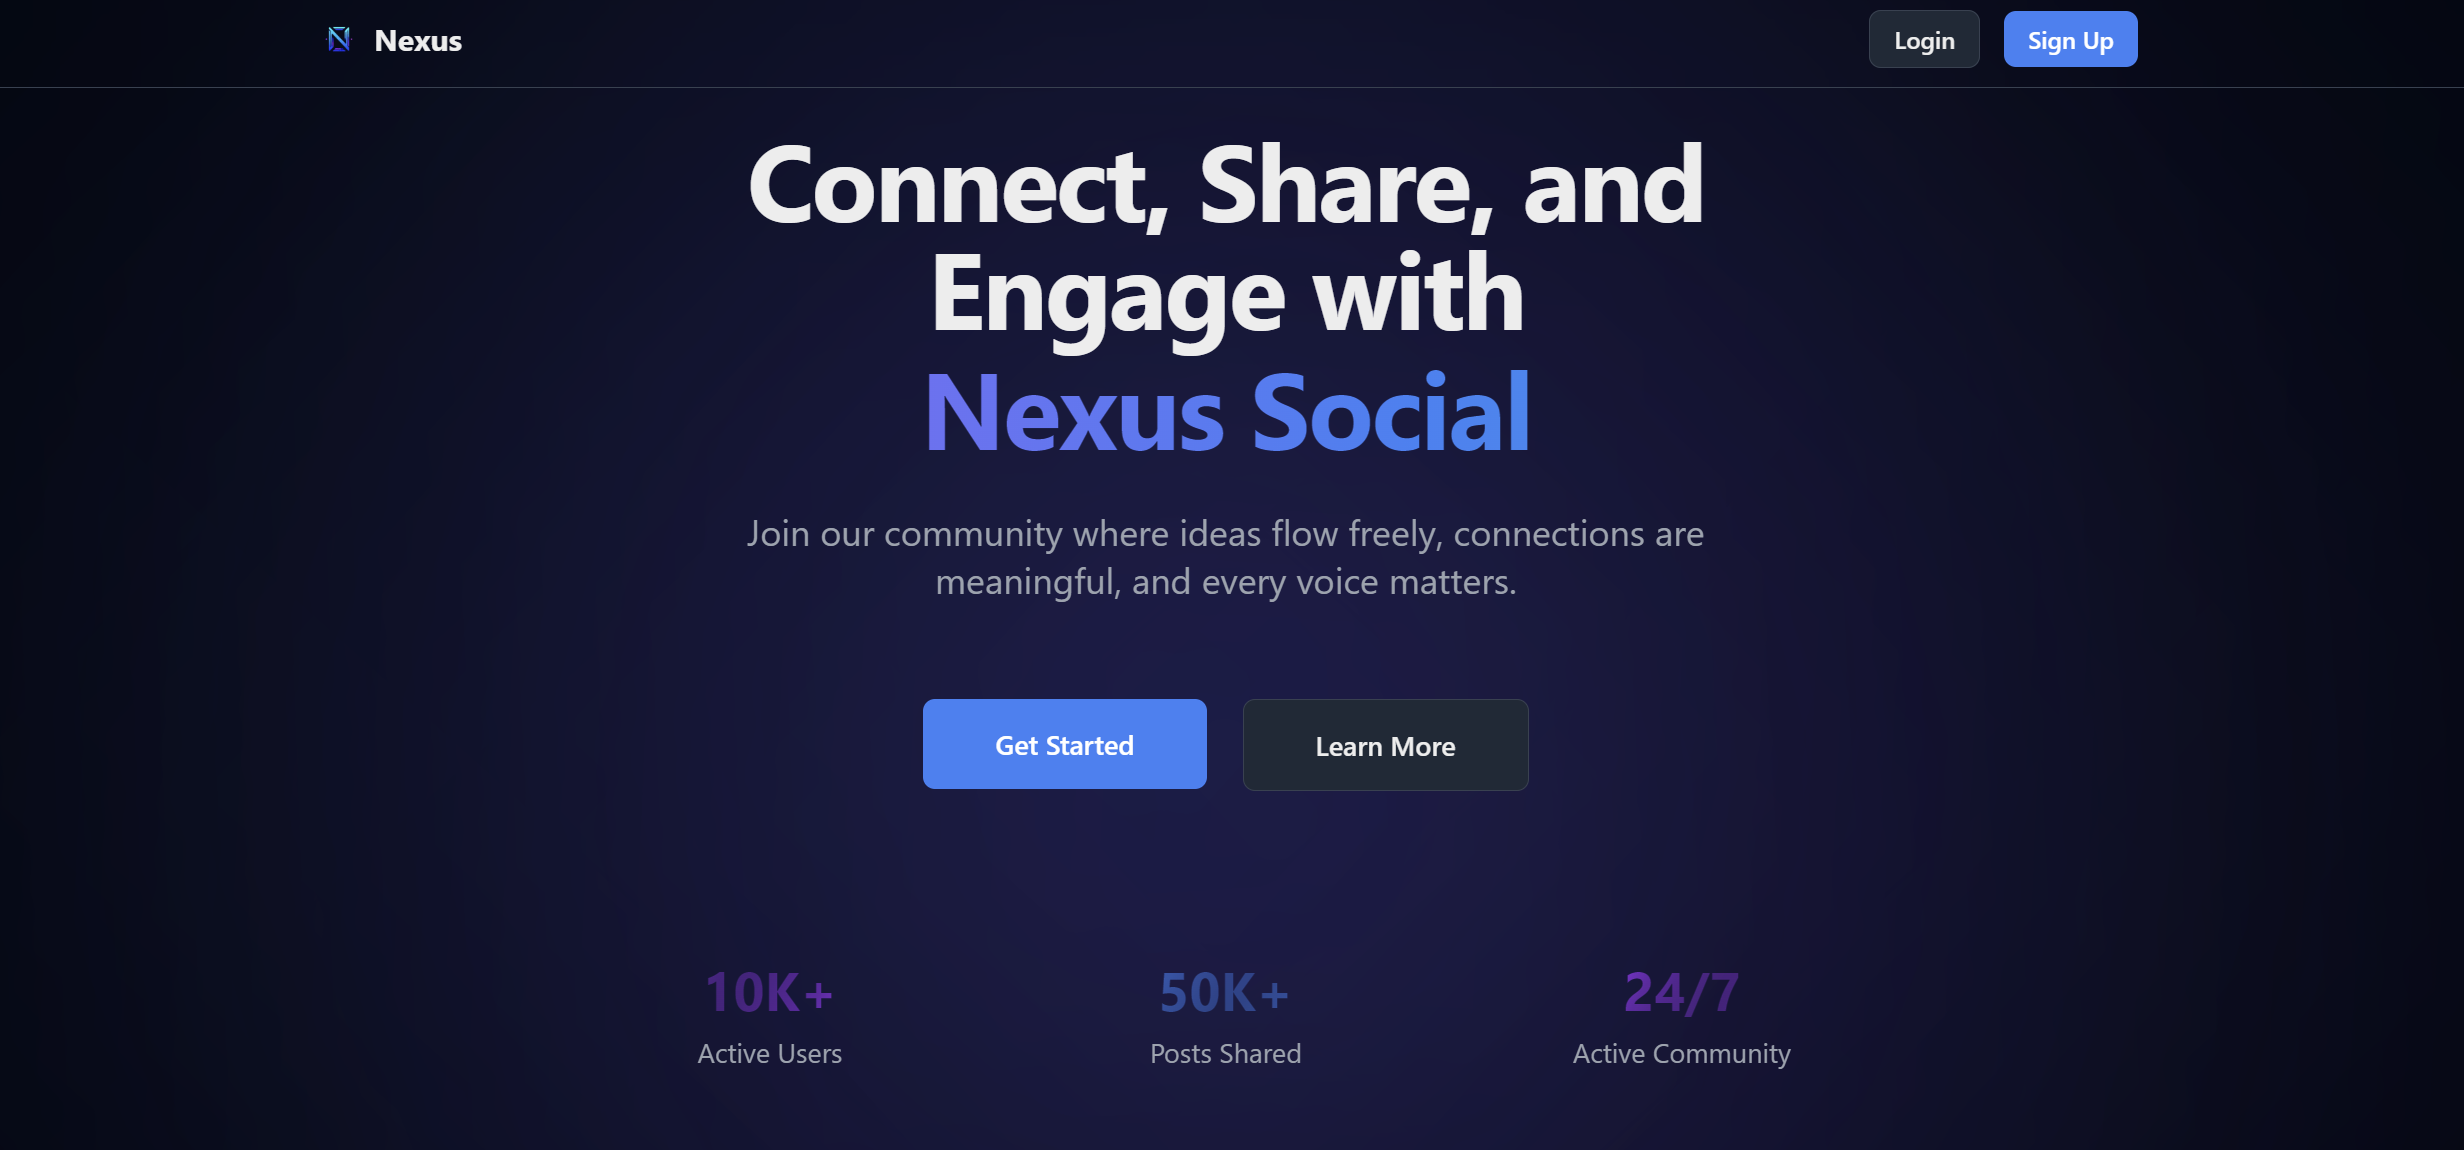 Nexus
Login
Sign Up
Connect, Share, and
Engage with
Nexus Social
Join our community where ideas flow freely, connections are
meaningful, and every voice matters.
Get Started
Learn More
10K+
50K+
24/7
Active Users
Posts Shared
Active Community